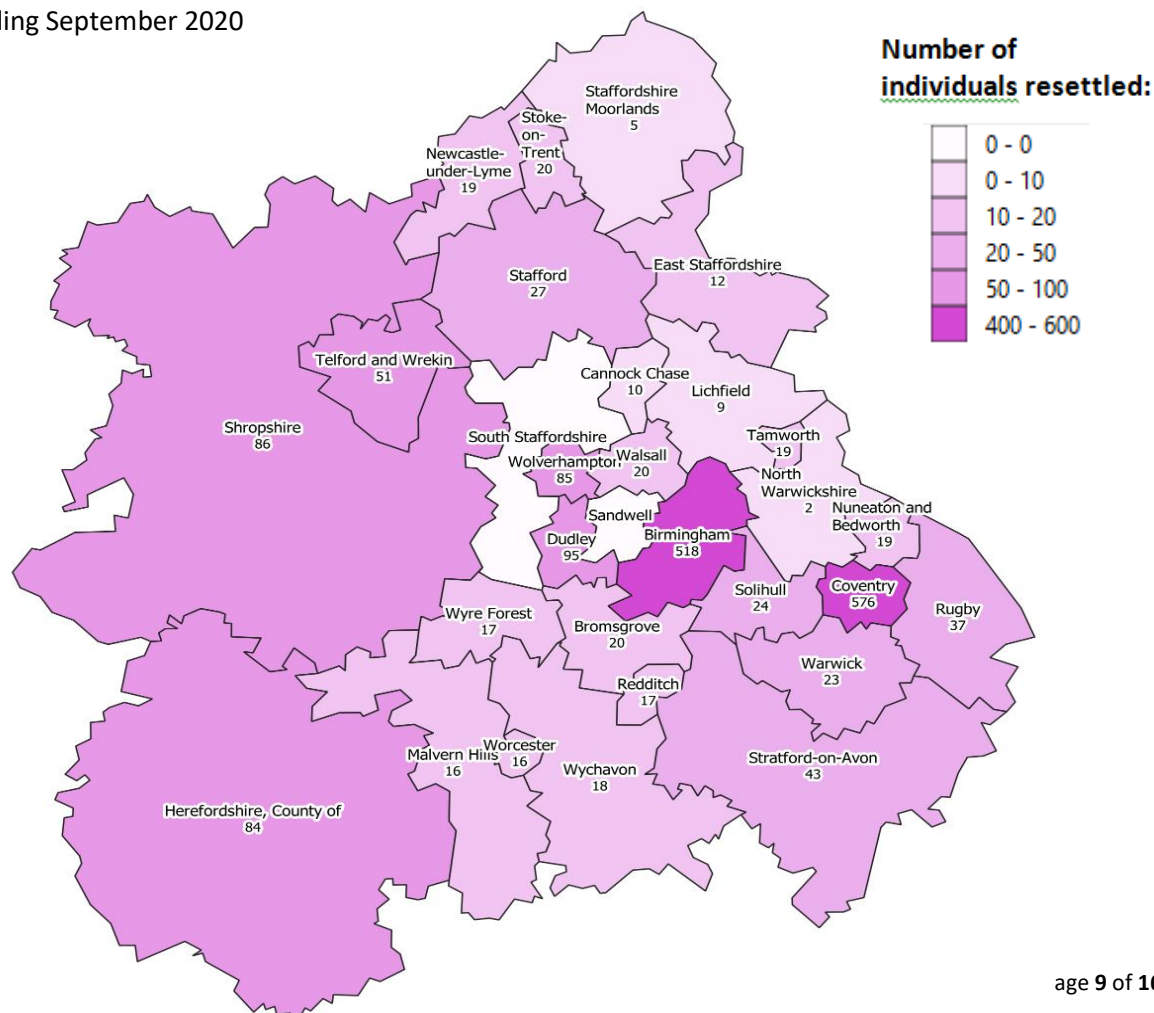 ling September 2020
Number of
individuals resettled:
0 - 0
0 - 10
10 - 20
20 - 50
50 - 100
400 - 600
Staffordshire
Moorlands
5
Stoke-
on-
Trent
20
Newcastle-
under-Lyme
19
Stafford
27
East Staffordshire
12
Telford and Wrekin
51
Cannock Chase
10
Lichfield
9
Shropshire
86
South Staffordshire
Tamworth
19
Wolverhampton
85
Walsall
20
North
Warwickshire
2
Nuneaton and
Bedworth
19
Sandwell
Dudley
95
Birmingham
518
Solihull
24
Coventry
576
Rugby
37
Wyre Forest
17
Bromsgrove
20
Warwick
23
Redditch
17
Malvern Hills
16
Worcester
16
Wychavon
18
Stratford-on-Avon
43
Herefordshire, County of
84
age 9 of 16